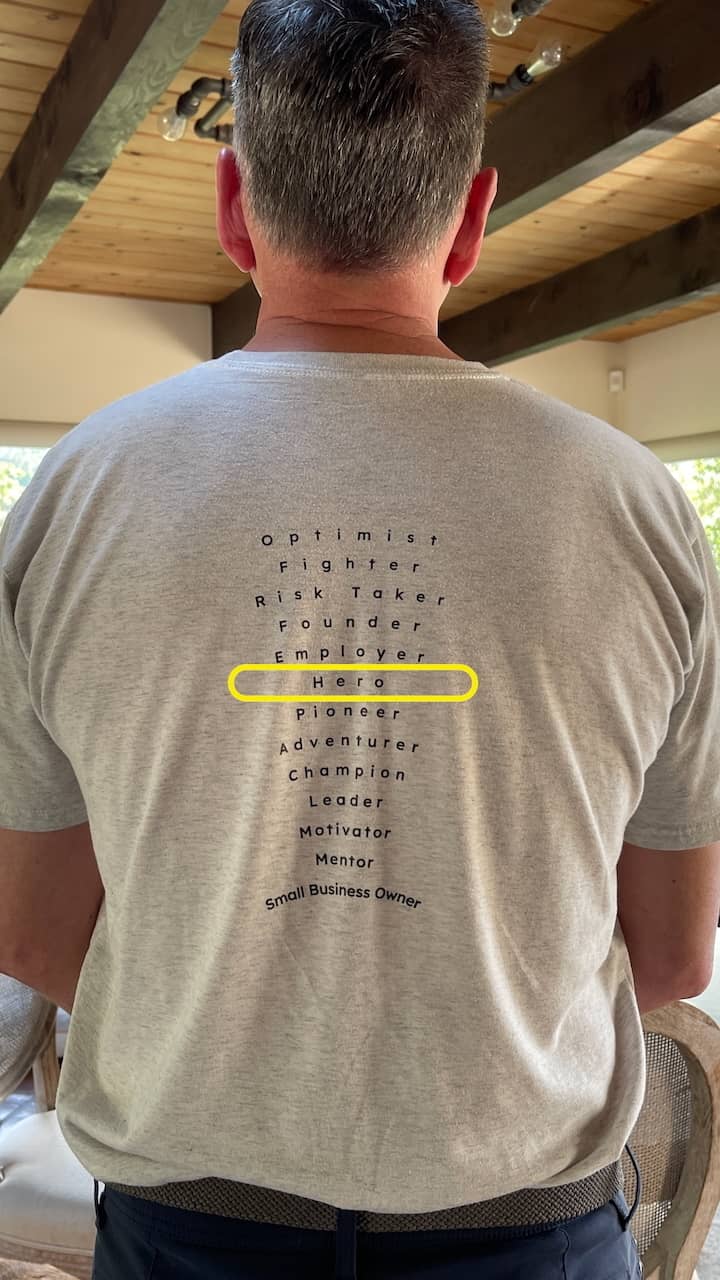 Optimist
Fighter
Risk Taker
Founder
Employer
Hero
Pioneer
Adventurer
Champion
Leader
Motivator
Mentor
Small Business Owner